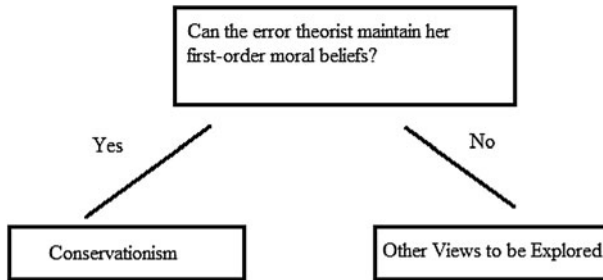 Can the error theorist maintain her
first-order moral beliefs?
Yes
No
Conservationism
Other Views to be Explored